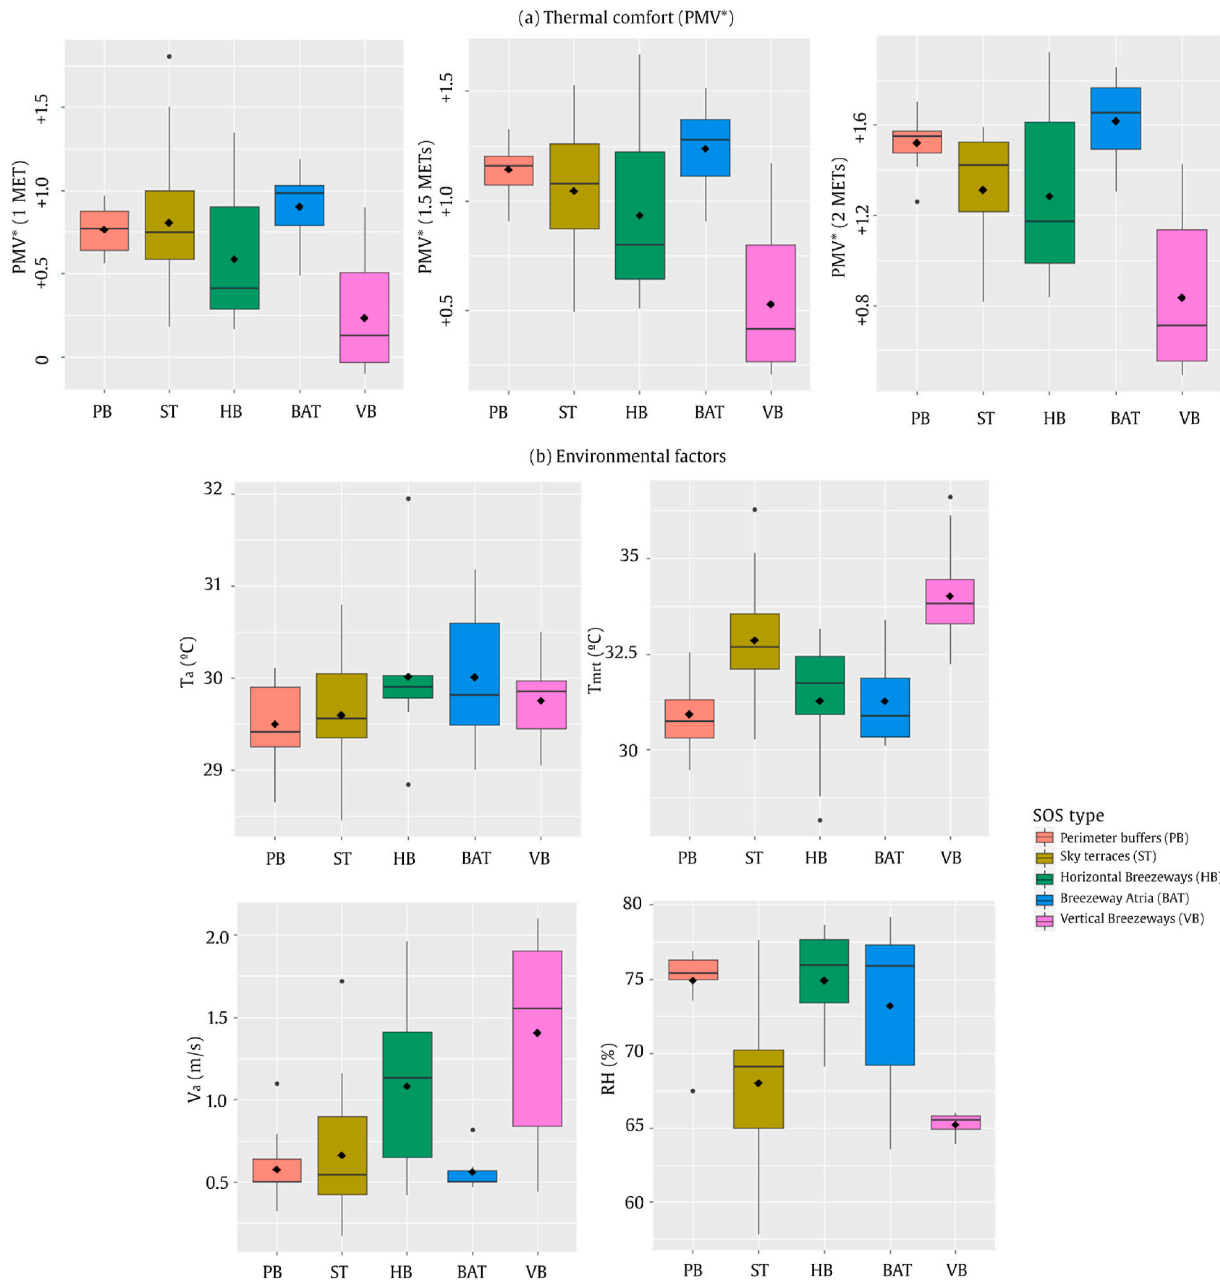 (a) Thermal comfort (PMV*)
PMV* (1 MET)
+1.5
+1.0
+0.5
0
PB ST HB BAT VB
PMV* (1.5 METs)
+1.5
+1.0
+0.5
PB ST HB BAT VB
PMV* (2 METs)
+1.6
+1.2
+0.8
PB ST HB BAT VB
(b) Environmental factors
Ta (ºC)
32
31
30
29
PB ST HB BAT VB
Tmrt (ºC)
35
32.5
30
PB ST HB BAT VB
SOS type
Perimeter buffers (PB)
Sky terraces (ST)
Horizontal Breezeways (HB)
Breezeway Atria (BAT)
Vertical Breezeways (VB)
Va (m/s)
2.0
1.5
1.0
0.5
PB ST HB BAT VB
RH (%)
80
75
70
65
60
PB ST HB BAT VB